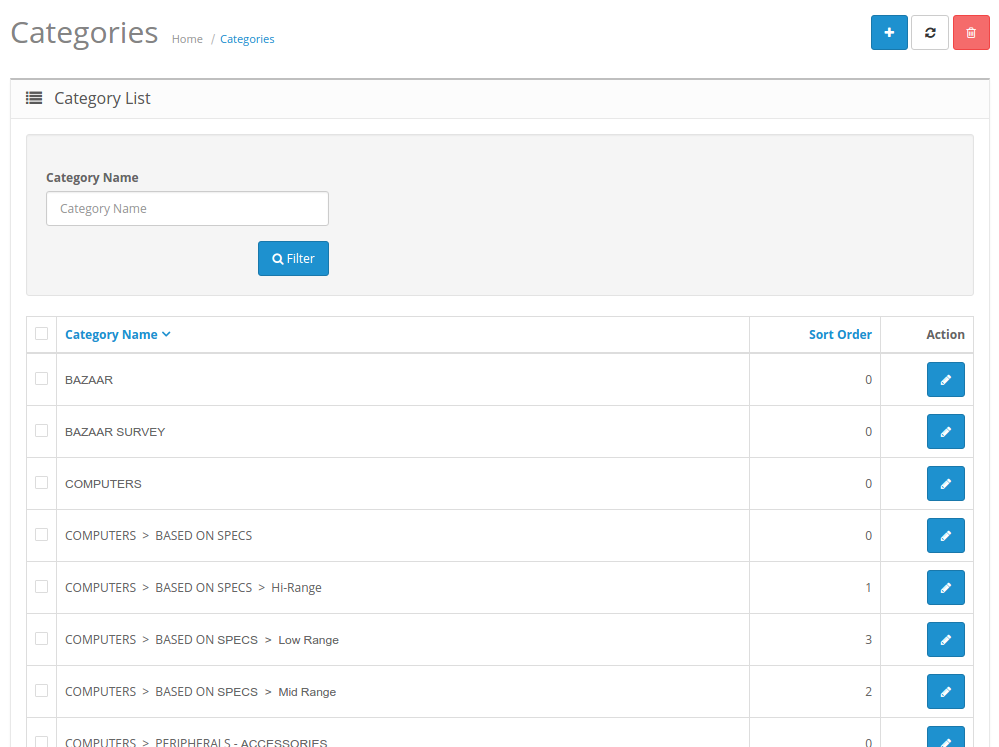 Categories Home / Categories
Category List
Category Name
Category Name
Filter
Category Name Sort Order Action
BAZAAR 0
BAZAAR SURVEY 0
COMPUTERS 0
COMPUTERS > BASED ON SPECS 0
COMPUTERS > BASED ON SPECS > Hi-Range 1
COMPUTERS > BASED ON SPECS > Low Range 3
COMPUTERS > BASED ON SPECS > Mid Range 2
COMPUTERS > PERIPHERALS - ACCESSORIES 0